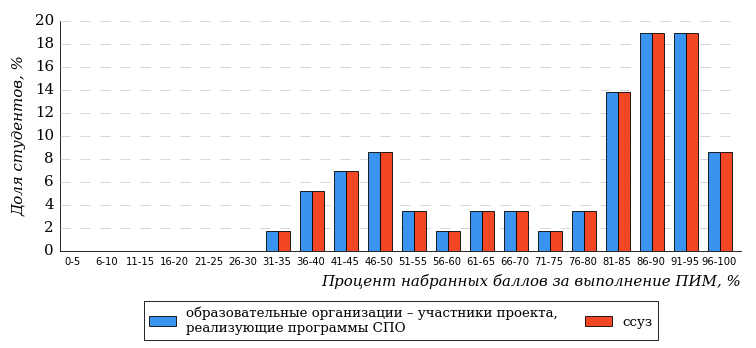 Доля студентов, %
20
18
16
14
12
10
8
6
4
2
0
0-5 6-10 11-15 16-20 21-25 26-30 31-35 36-40 41-45 46-50 51-55 56-60 61-65 66-70 71-75 76-80 81-85 86-90 91-95 96-100
Процент набранных баллов за выполнение ПИМ, %
образовательные организации – участники проекта,
реализующие программы СПО
ссуз